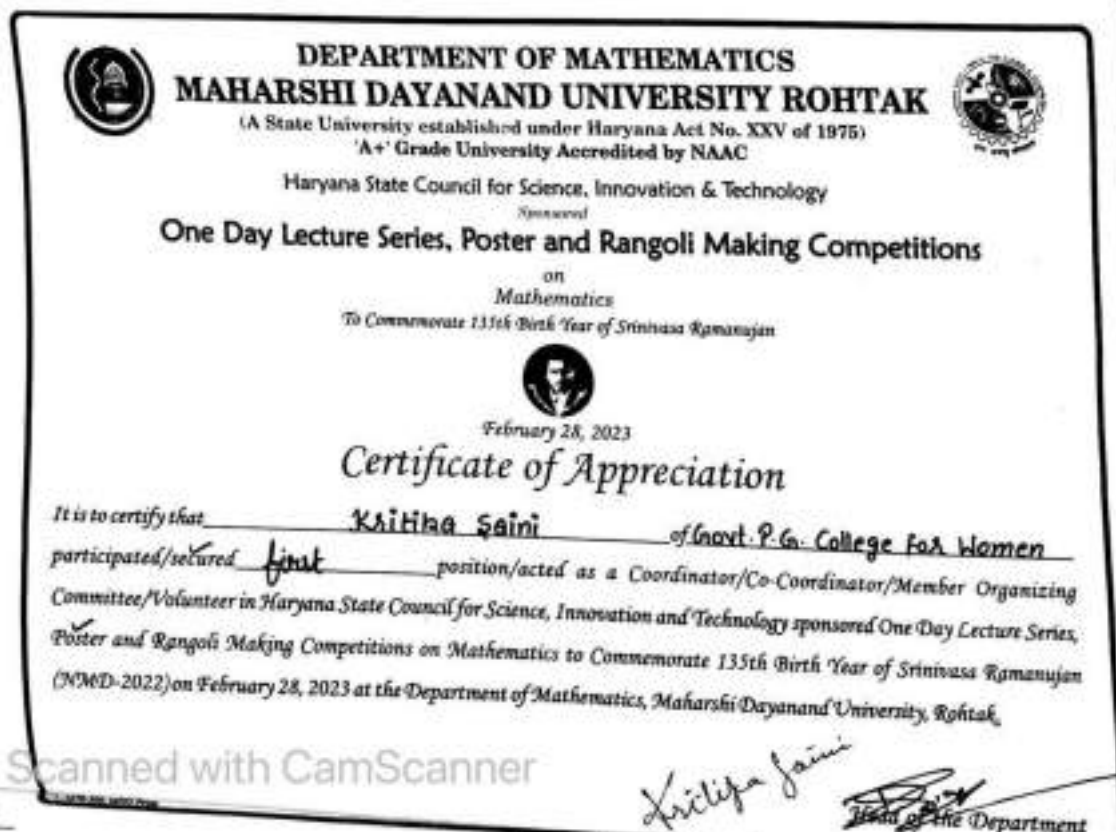 DEPARTMENT OF MATHEMATICS
MAHARSHI DAYANAND UNIVERSITY ROHTAK
(A State University established under Haryana Act No. XXV of 1975)
'A+' Grade University Accredited by NAAC
Haryana State Council for Science, Innovation & Technology
Sponsored
One Day Lecture Series, Poster and Rangoli Making Competitions
on
Mathematics
To Commemorate 135th Birth Year of Srinivasa Ramanujan
February 28, 2023
Certificate of Appreciation
It is to certify that Kritika Saini of Govt. P.G. College For Women
participated/secured first position/acted as a Coordinator/Co-Coordinator/Member Organizing
Committee/Volunteer in Haryana State Council for Science, Innovation and Technology sponsored One Day Lecture Series,
Poster and Rangoli Making Competitions on Mathematics to Commemorate 135th Birth Year of Srinivasa Ramanujan
(NMD-2022) on February 28, 2023 at the Department of Mathematics, Maharshi Dayanand University, Rohtak.
Scanned with CamScanner
Kritika Saini
Head of the Department